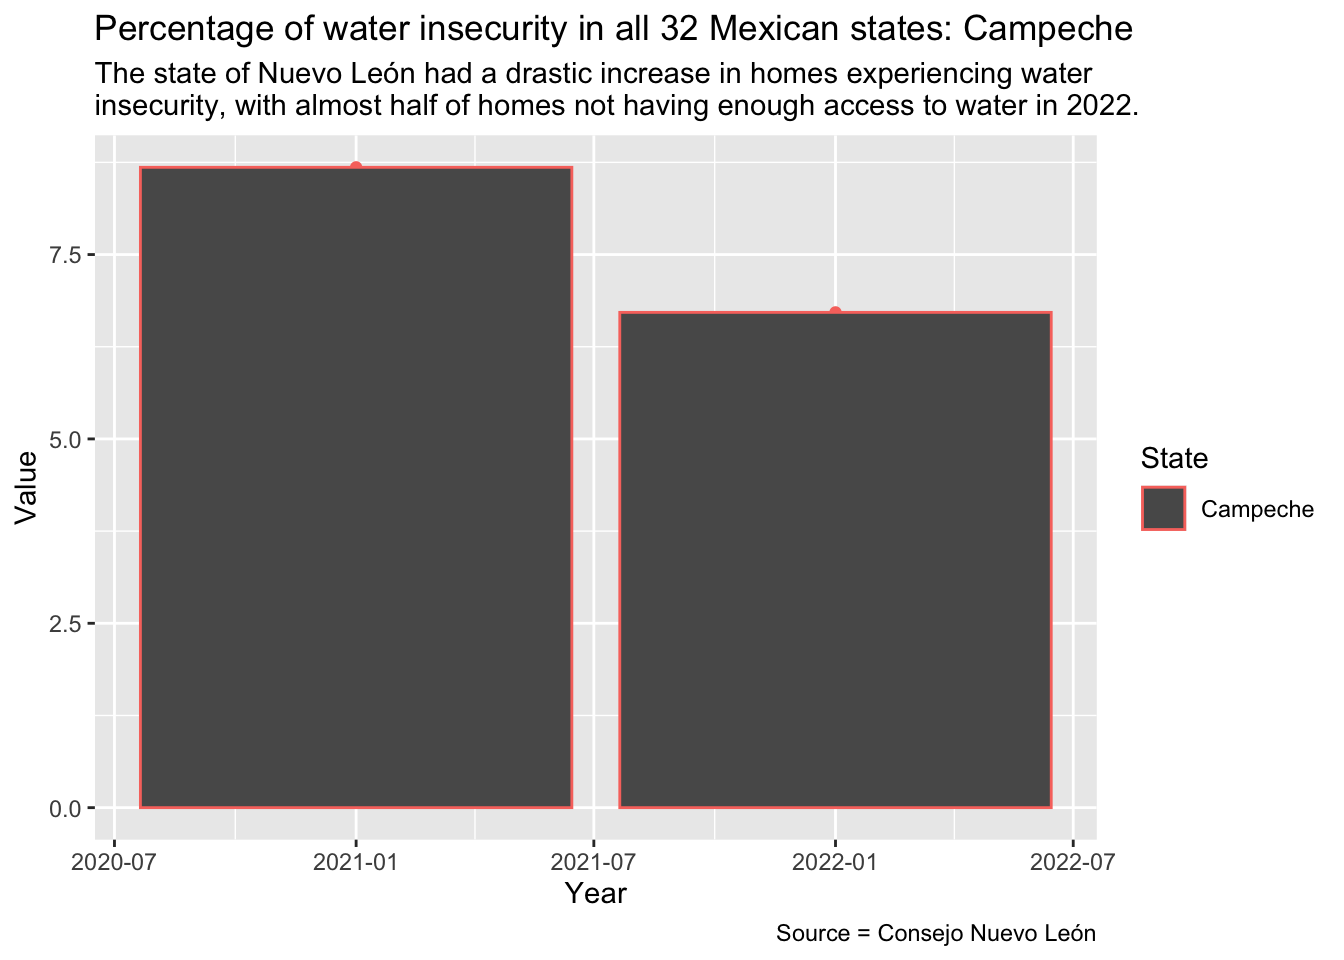 Percentage of water insecurity in all 32 Mexican states: Campeche
The state of Nuevo León had a drastic increase in homes experiencing water
insecurity, with almost half of homes not having enough access to water in 2022.
Value
7.5
5.0
2.5
0.0
2020-07 2021-01 2021-07 2022-01 2022-07
Year
State
Campeche
Source = Consejo Nuevo León